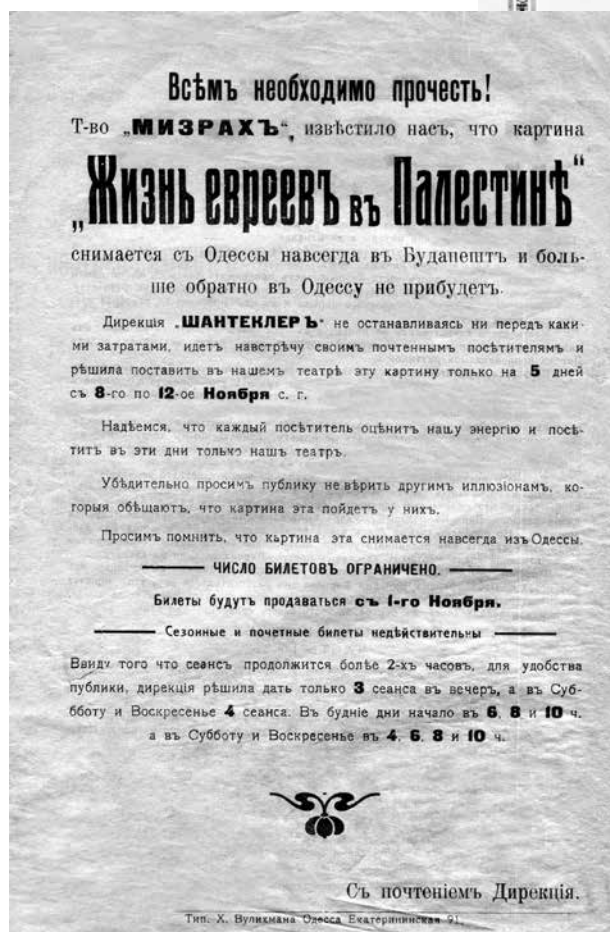 Всѣмъ необходимо прочесть!
Т-во „МИЗРАХЪ“, извѣстило насъ, что картина
„Жизнь евреевъ въ Палестинѣ“
снимается съ Одессы навсегда въ Будапештъ и боль-
ше обратно въ Одессу не прибудетъ.
Дирекція „ШАНТЕКЛЕРЪ“ не останавливаясь ни передъ каки-
ми затратами, идетъ навстрѣчу своимъ почтеннымъ посѣтителямъ и
рѣшила поставить въ нашемъ театрѣ эту картину только на 5 дней
съ 8-го по 12-ое Ноября с. г.
Надѣемся, что каждый посѣтитель оцѣнитъ нашу энергію и посѣ-
титъ въ эти дни только нашъ театръ.
Убѣдительно просимъ публику не вѣрить другимъ иллюзіонамъ, ко-
торыя обѣщаютъ, что картина эта пойдетъ у нихъ.
Просимъ помнить, что картина эта снимается навсегда изъ Одессы.
ЧИСЛО БИЛЕТОВЪ ОГРАНИЧЕНО.
Билеты будутъ продаваться съ 1-го Ноября.
Сезонные и почетные билеты недѣйствительны
Ввиду того что сеансъ продолжится болѣе 2-хъ часовъ, для удобства
публики, дирекція рѣшила дать только 3 сеанса въ вечеръ, а въ Суб-
бботу и Воскресенье 4 сеанса. Въ будніе дни начало въ 6, 8 и 10 ч.
а въ Субботу и Воскресенье въ 4, 6, 8 и 10 ч.
Съ почтеніемъ Дирекція.
Тип. Х. Вулихмана Одесса Екатерининская 91.